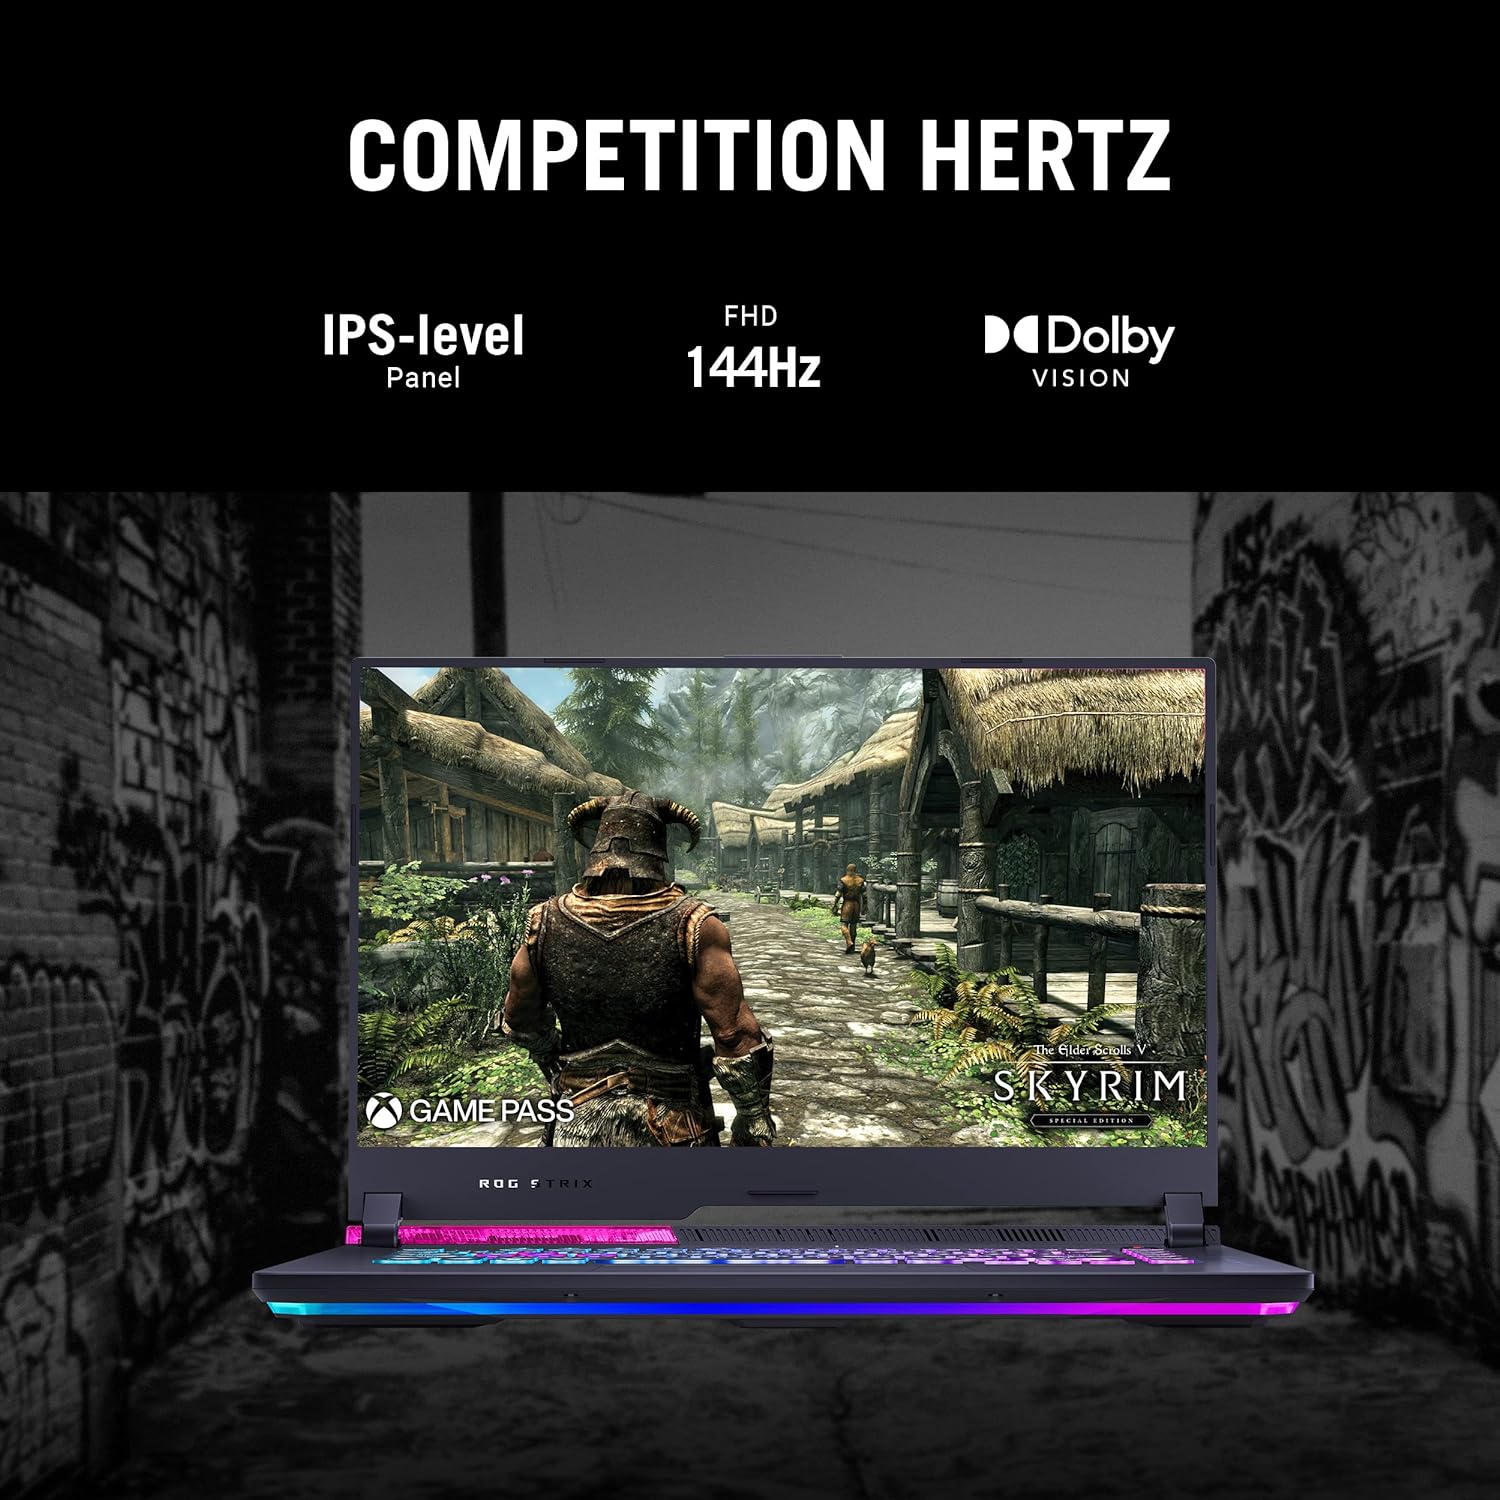 COMPETITION HERTZ
IPS-level
Panel
FHD
144Hz
Dolby
VISION
The Elder Scrolls V
SKYRIM
SPECIAL EDITION
GAME PASS
ROG STRIX